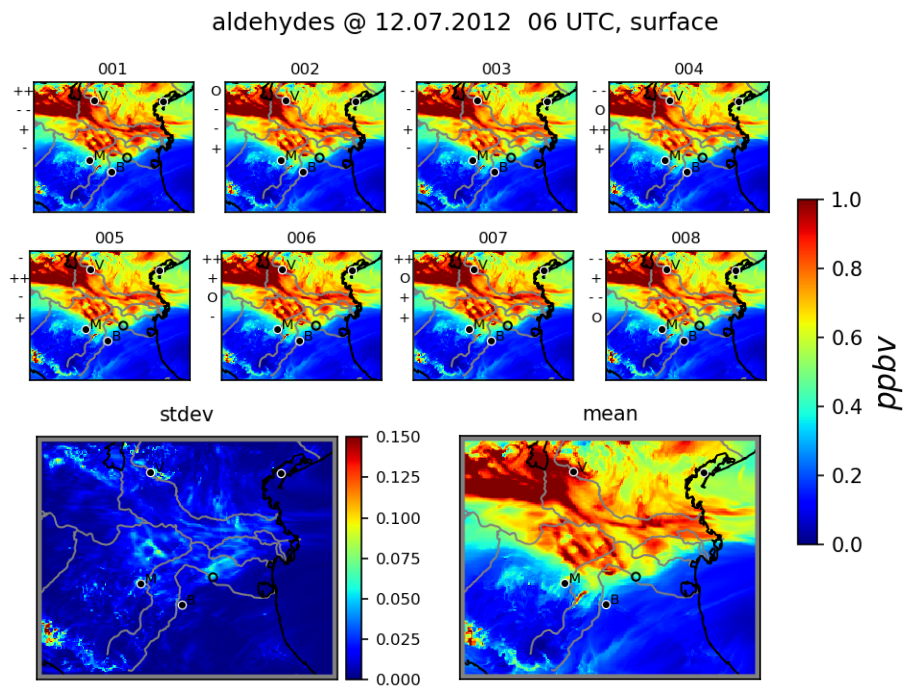 aldehydes @ 12.07.2012  06 UTC, surface
001 002 003 004
++ O - - - -
V V V V
- - - - O
+ - + ++
- + - +
M M M M
B B B B
005 006 007 008
- ++ ++ - -
V V V V
++ + O +
- O + - -
+ - + O
M M M M
B B B B
1.0
0.8
0.6
0.4
0.2
0.0
ppbv
stdev mean
0.150
0.125
0.100
0.075
0.050
0.025
0.000
V V
M M
B B